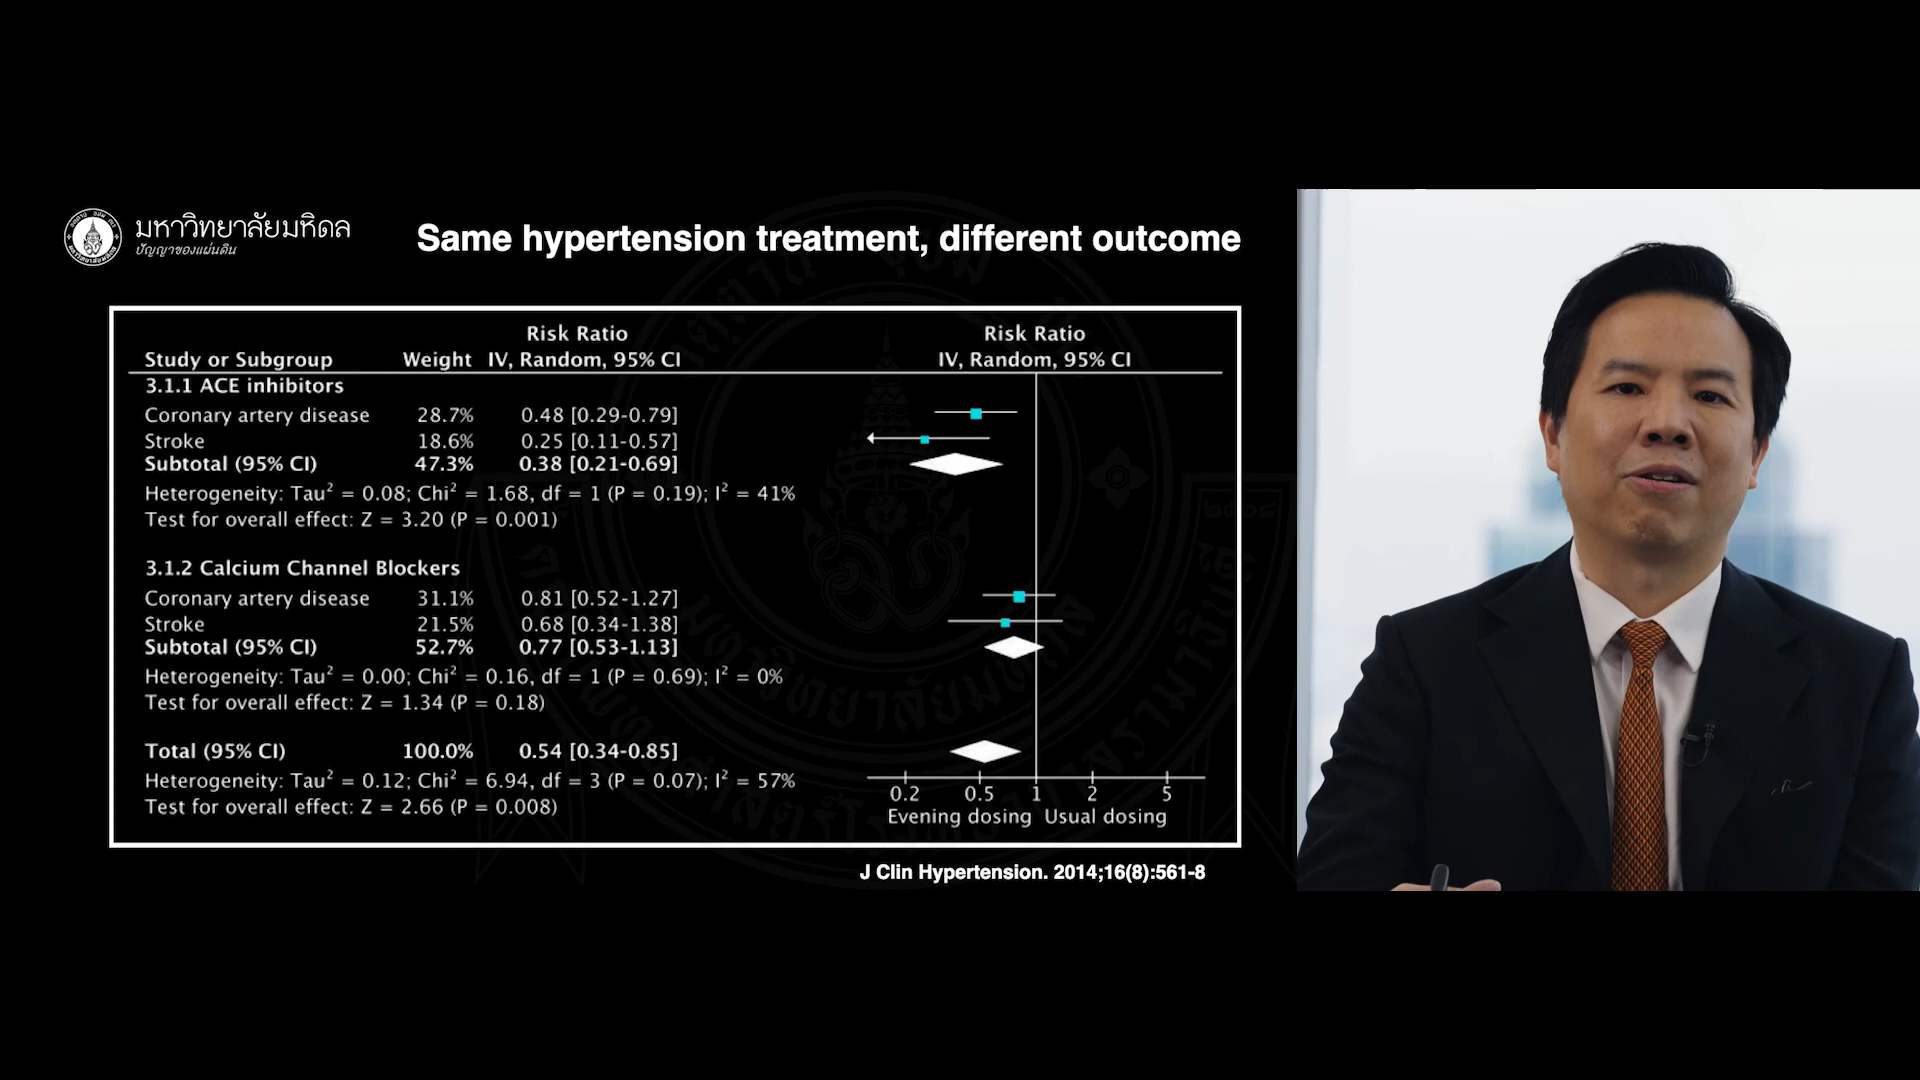 มหาวิทยาลัยมหิดล
ปัญญาของแผ่นดิน
Same hypertension treatment, different outcome
Risk Ratio Risk Ratio
Study or Subgroup Weight IV, Random, 95% CI IV, Random, 95% CI
3.1.1 ACE inhibitors
Coronary artery disease 28.7% 0.48 [0.29-0.79]
Stroke 18.6% 0.25 [0.11-0.57]
Subtotal (95% CI) 47.3% 0.38 [0.21-0.69]
Heterogeneity: Tau² = 0.08; Chi² = 1.68, df = 1 (P = 0.19); I² = 41%
Test for overall effect: Z = 3.20 (P = 0.001)
3.1.2 Calcium Channel Blockers
Coronary artery disease 31.1% 0.81 [0.52-1.27]
Stroke 21.5% 0.68 [0.34-1.38]
Subtotal (95% CI) 52.7% 0.77 [0.53-1.13]
Heterogeneity: Tau² = 0.00; Chi² = 0.16, df = 1 (P = 0.69); I² = 0%
Test for overall effect: Z = 1.34 (P = 0.18)
Total (95% CI) 100.0% 0.54 [0.34-0.85]
Heterogeneity: Tau² = 0.12; Chi² = 6.94, df = 3 (P = 0.07); I² = 57%
Test for overall effect: Z = 2.66 (P = 0.008)
0.2 0.5 1 2 5
Evening dosing Usual dosing
J Clin Hypertension. 2014;16(8):561-8